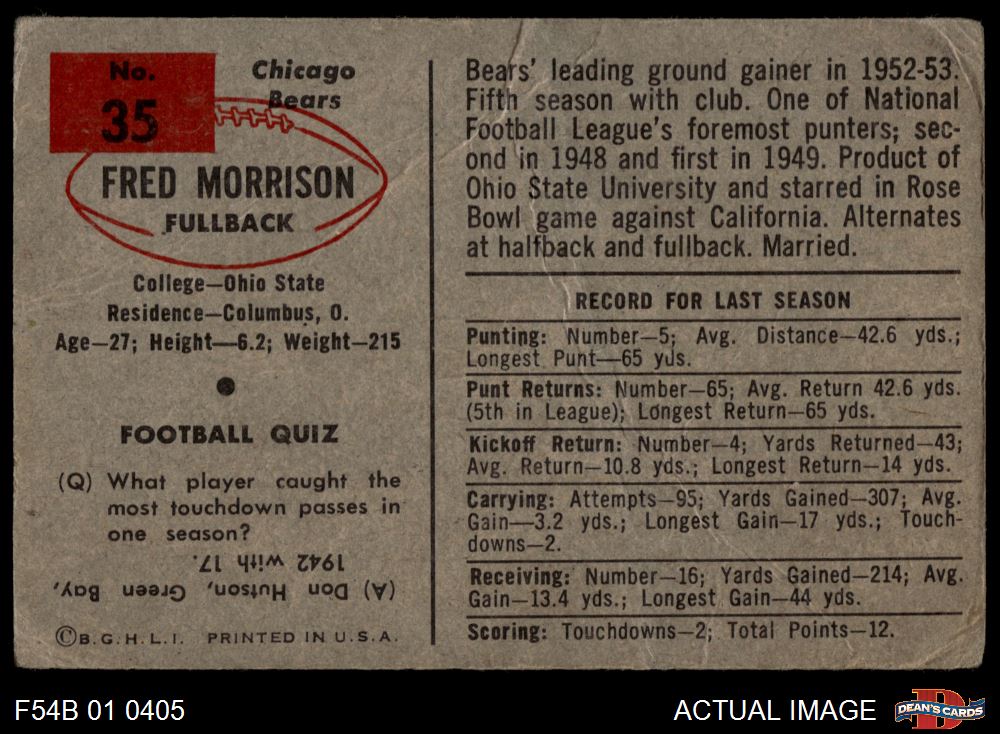 No.
35
Chicago
Bears
FRED MORRISON
FULLBACK
College—Ohio State
Residence—Columbus, O.
Age—27; Height—6.2; Weight—215
FOOTBALL QUIZ
(Q) What player caught the
most touchdown passes in
one season?
(A) Don Hutson, Green Bay,
1942 with 17.
©B.G.H.L.I. PRINTED IN U.S.A.
Bears' leading ground gainer in 1952-53.
Fifth season with club. One of National
Football League's foremost punters; sec-
ond in 1948 and first in 1949. Product of
Ohio State University and starred in Rose
Bowl game against California. Alternates
at halfback and fullback. Married.
RECORD FOR LAST SEASON
Punting: Number—5; Avg. Distance—42.6 yds.;
Longest Punt—65 yds.
Punt Returns: Number—65; Avg. Return 42.6 yds.
(5th in League); Longest Return—65 yds.
Kickoff Return: Number—4; Yards Returned—43;
Avg. Return—10.8 yds.; Longest Return—14 yds.
Carrying: Attempts—95; Yards Gained—307; Avg.
Gain—3.2 yds.; Longest Gain—17 yds.; Touch-
downs—2.
Receiving: Number—16; Yards Gained—214; Avg.
Gain—13.4 yds.; Longest Gain—44 yds.
Scoring: Touchdowns—2; Total Points—12.
F54B 01 0405
ACTUAL IMAGE
DEAN'S CARDS